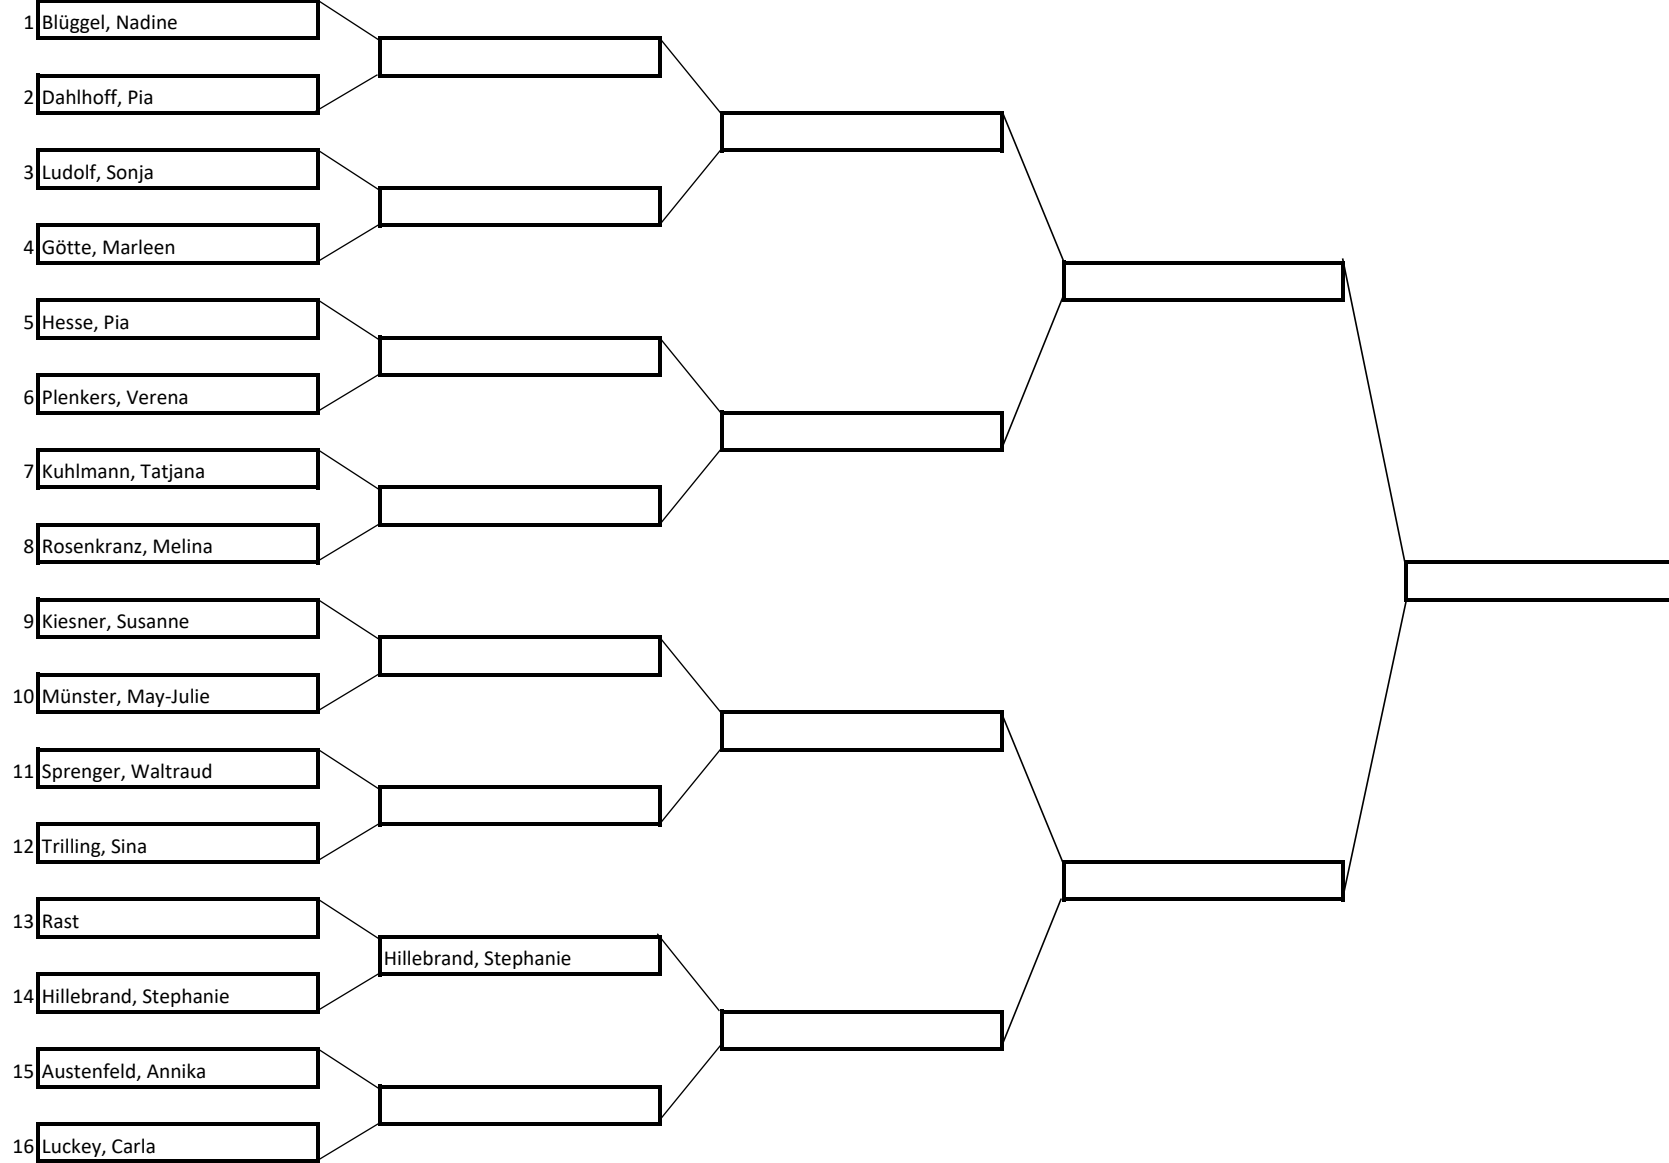 1 Blüggel, Nadine
2 Dahlhoff, Pia
3 Ludolf, Sonja
4 Götte, Marleen
5 Hesse, Pia
6 Plenkers, Verena
7 Kuhlmann, Tatjana
8 Rosenkranz, Melina
9 Kiesner, Susanne
10 Münster, May-Julie
11 Sprenger, Waltraud
12 Trilling, Sina
13 Rast
Hillebrand, Stephanie
14 Hillebrand, Stephanie
15 Austenfeld, Annika
16 Luckey, Carla